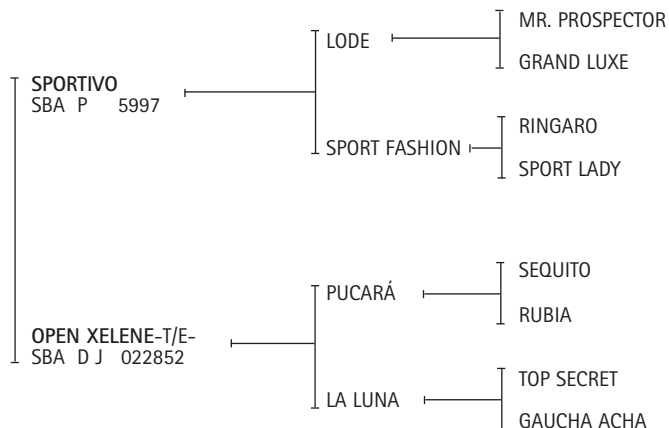 MR. PROSPECTOR
LODE
GRAND LUXE
SPORTIVO
SBA P 5997
RINGARO
SPORT FASHION
SPORT LADY
SEQUITO
PUCARÁ
RUBIA
OPEN XELENE-T/E-
SBA D J 022852
TOP SECRET
LA LUNA
GAUCHA ACHA